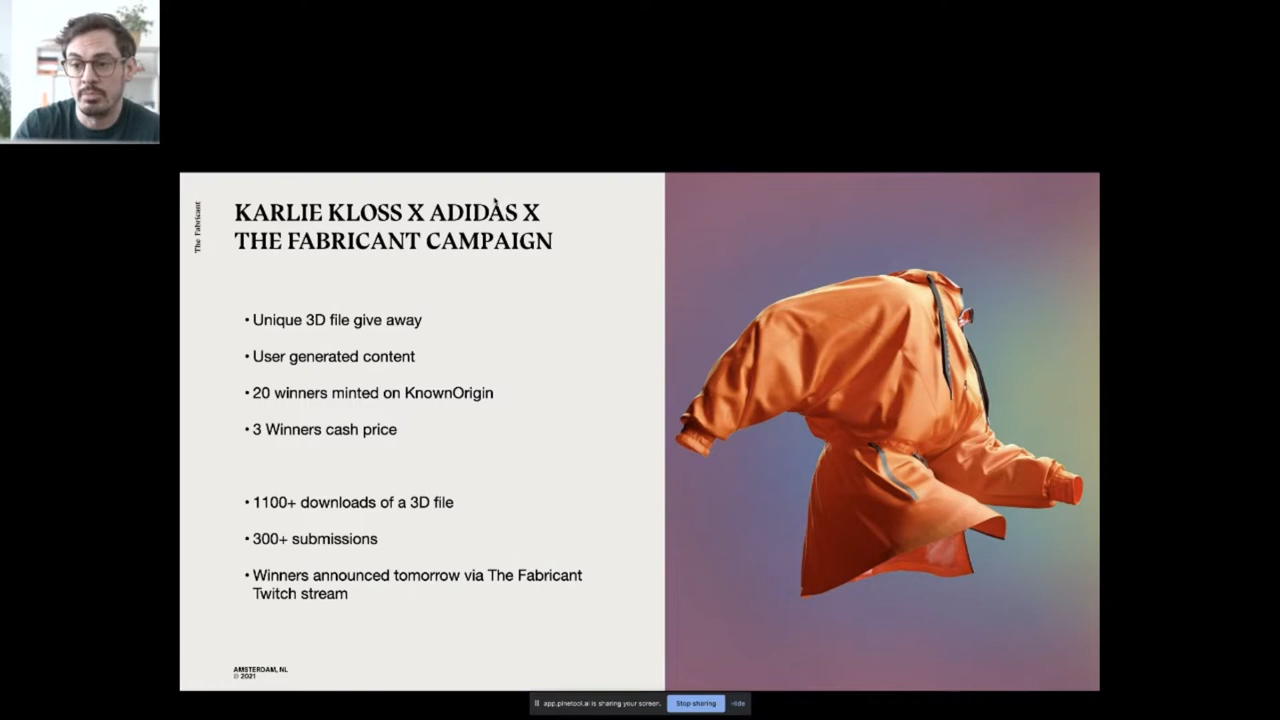 The Fabricant
KARLIE KLOSS X ADIDAS X
THE FABRICANT CAMPAIGN
• Unique 3D file give away
• User generated content
• 20 winners minted on KnownOrigin
• 3 Winners cash price
• 1100+ downloads of a 3D file
• 300+ submissions
• Winners announced tomorrow via The Fabricant
Twitch stream
AMSTERDAM, NL
© 2021
app.pinetool.ai is sharing your screen. Stop sharing Hide